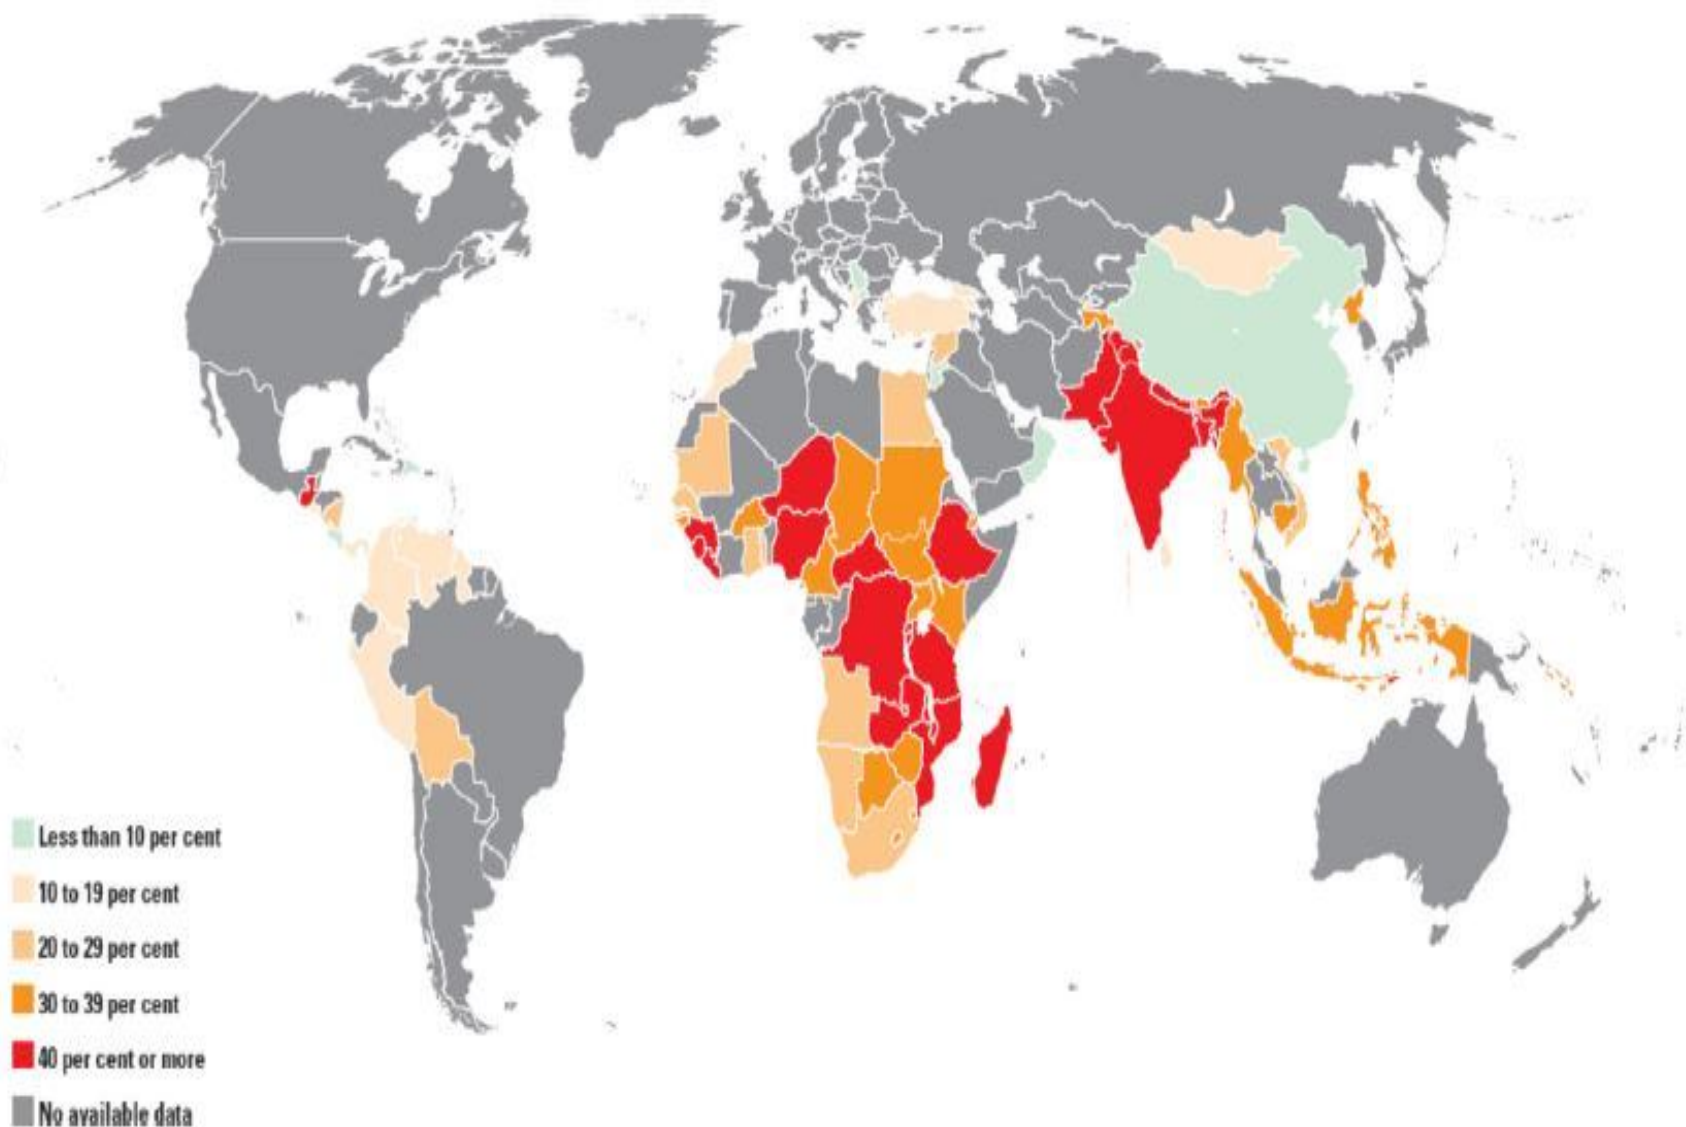 Less than 10 per cent
10 to 19 per cent
20 to 29 per cent
30 to 39 per cent
40 per cent or more
No available data